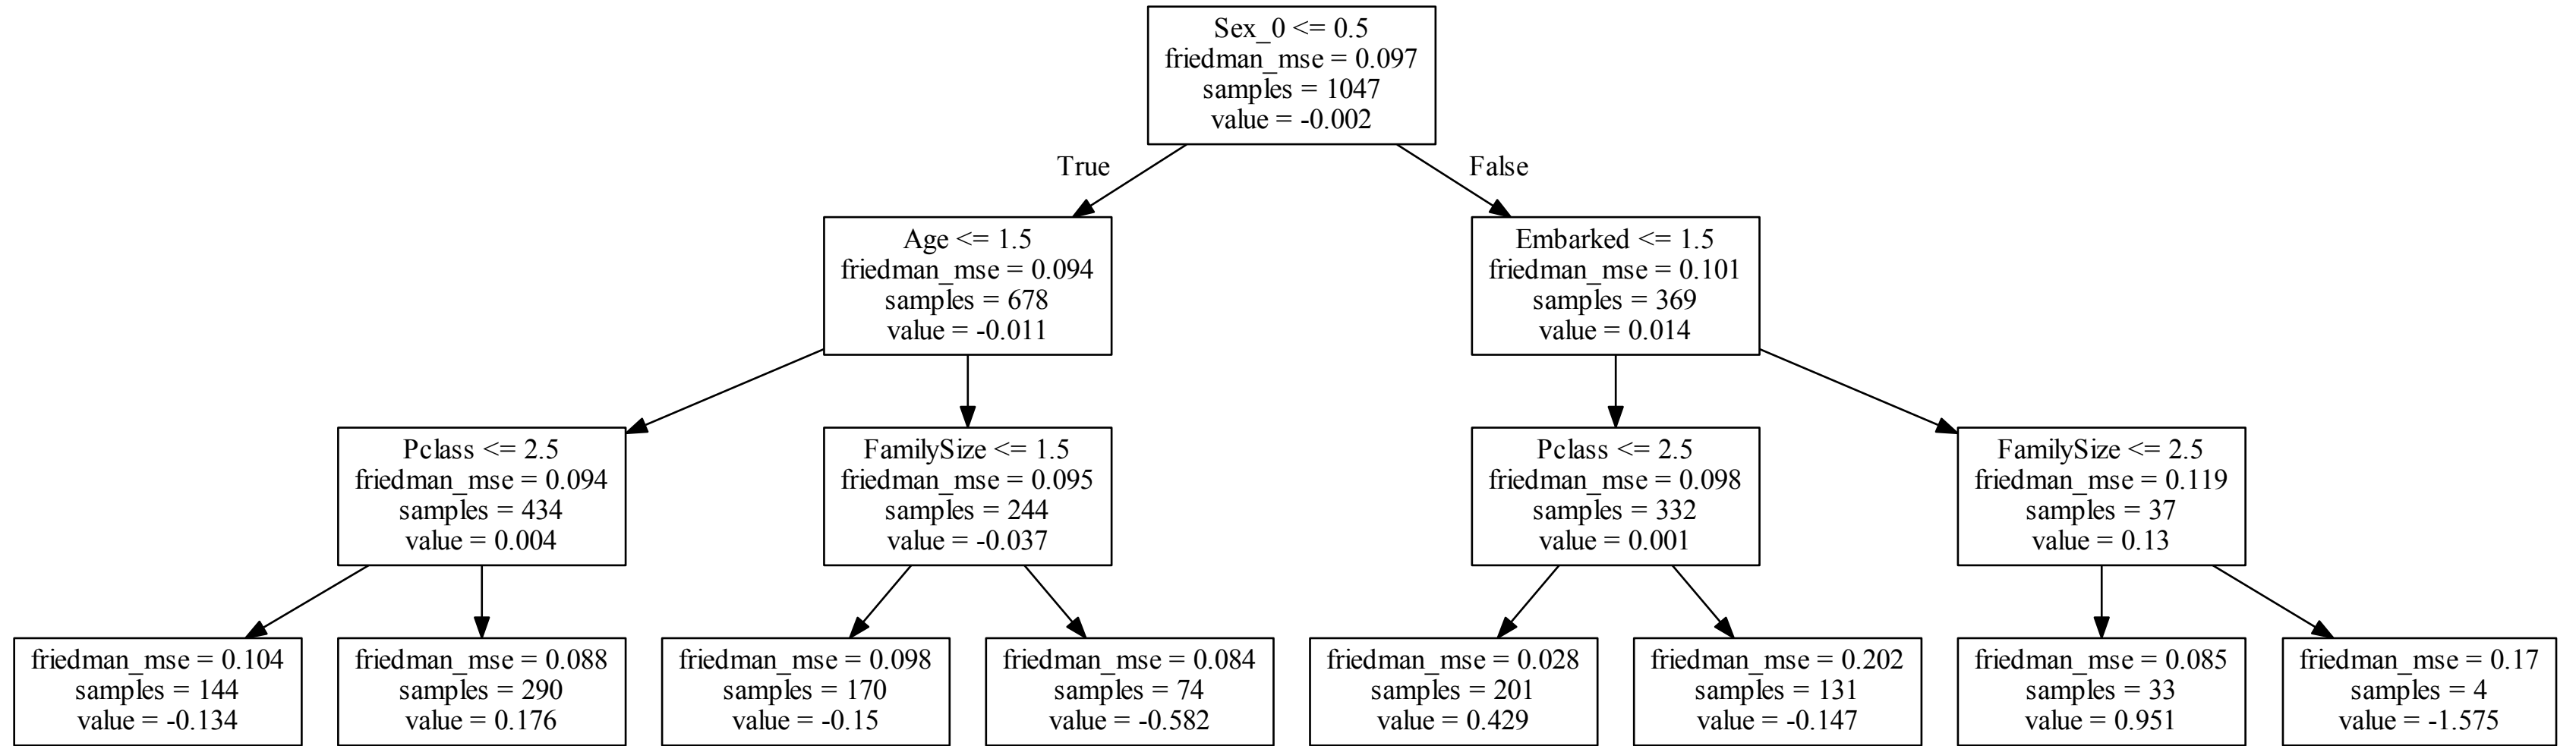 Sex_0 <= 0.5
friedman_mse = 0.097
samples = 1047
value = -0.002
True
False
Age <= 1.5
friedman_mse = 0.094
samples = 678
value = -0.011
Embarked <= 1.5
friedman_mse = 0.101
samples = 369
value = 0.014
Pclass <= 2.5
friedman_mse = 0.094
samples = 434
value = 0.004
FamilySize <= 1.5
friedman_mse = 0.095
samples = 244
value = -0.037
Pclass <= 2.5
friedman_mse = 0.098
samples = 332
value = 0.001
FamilySize <= 2.5
friedman_mse = 0.119
samples = 37
value = 0.13
friedman_mse = 0.104
samples = 144
value = -0.134
friedman_mse = 0.088
samples = 290
value = 0.176
friedman_mse = 0.098
samples = 170
value = -0.15
friedman_mse = 0.084
samples = 74
value = -0.582
friedman_mse = 0.028
samples = 201
value = 0.429
friedman_mse = 0.202
samples = 131
value = -0.147
friedman_mse = 0.085
samples = 33
value = 0.951
friedman_mse = 0.17
samples = 4
value = -1.575